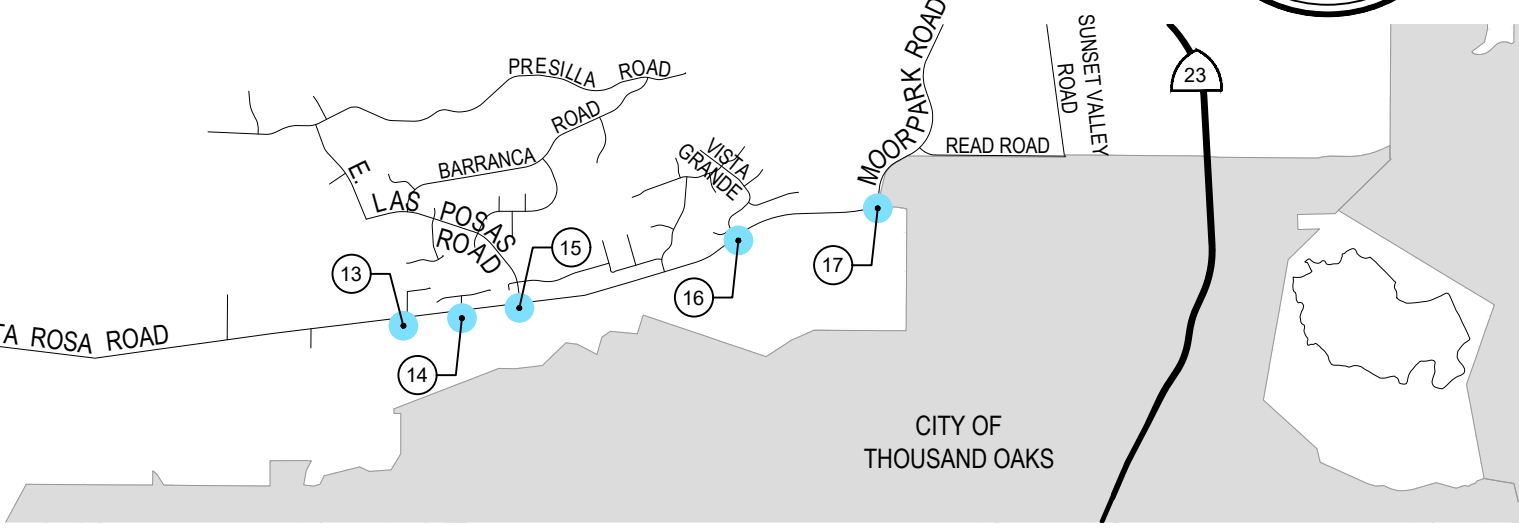 PRESILLA ROAD
BARRANCA ROAD
E. LAS POSAS
ROAD
VISTA
GRANDE
MOORPARK ROAD
READ ROAD
SUNSET VALLEY
ROAD
23
13
14
15
16
17
TA ROSA ROAD
CITY OF
THOUSAND OAKS